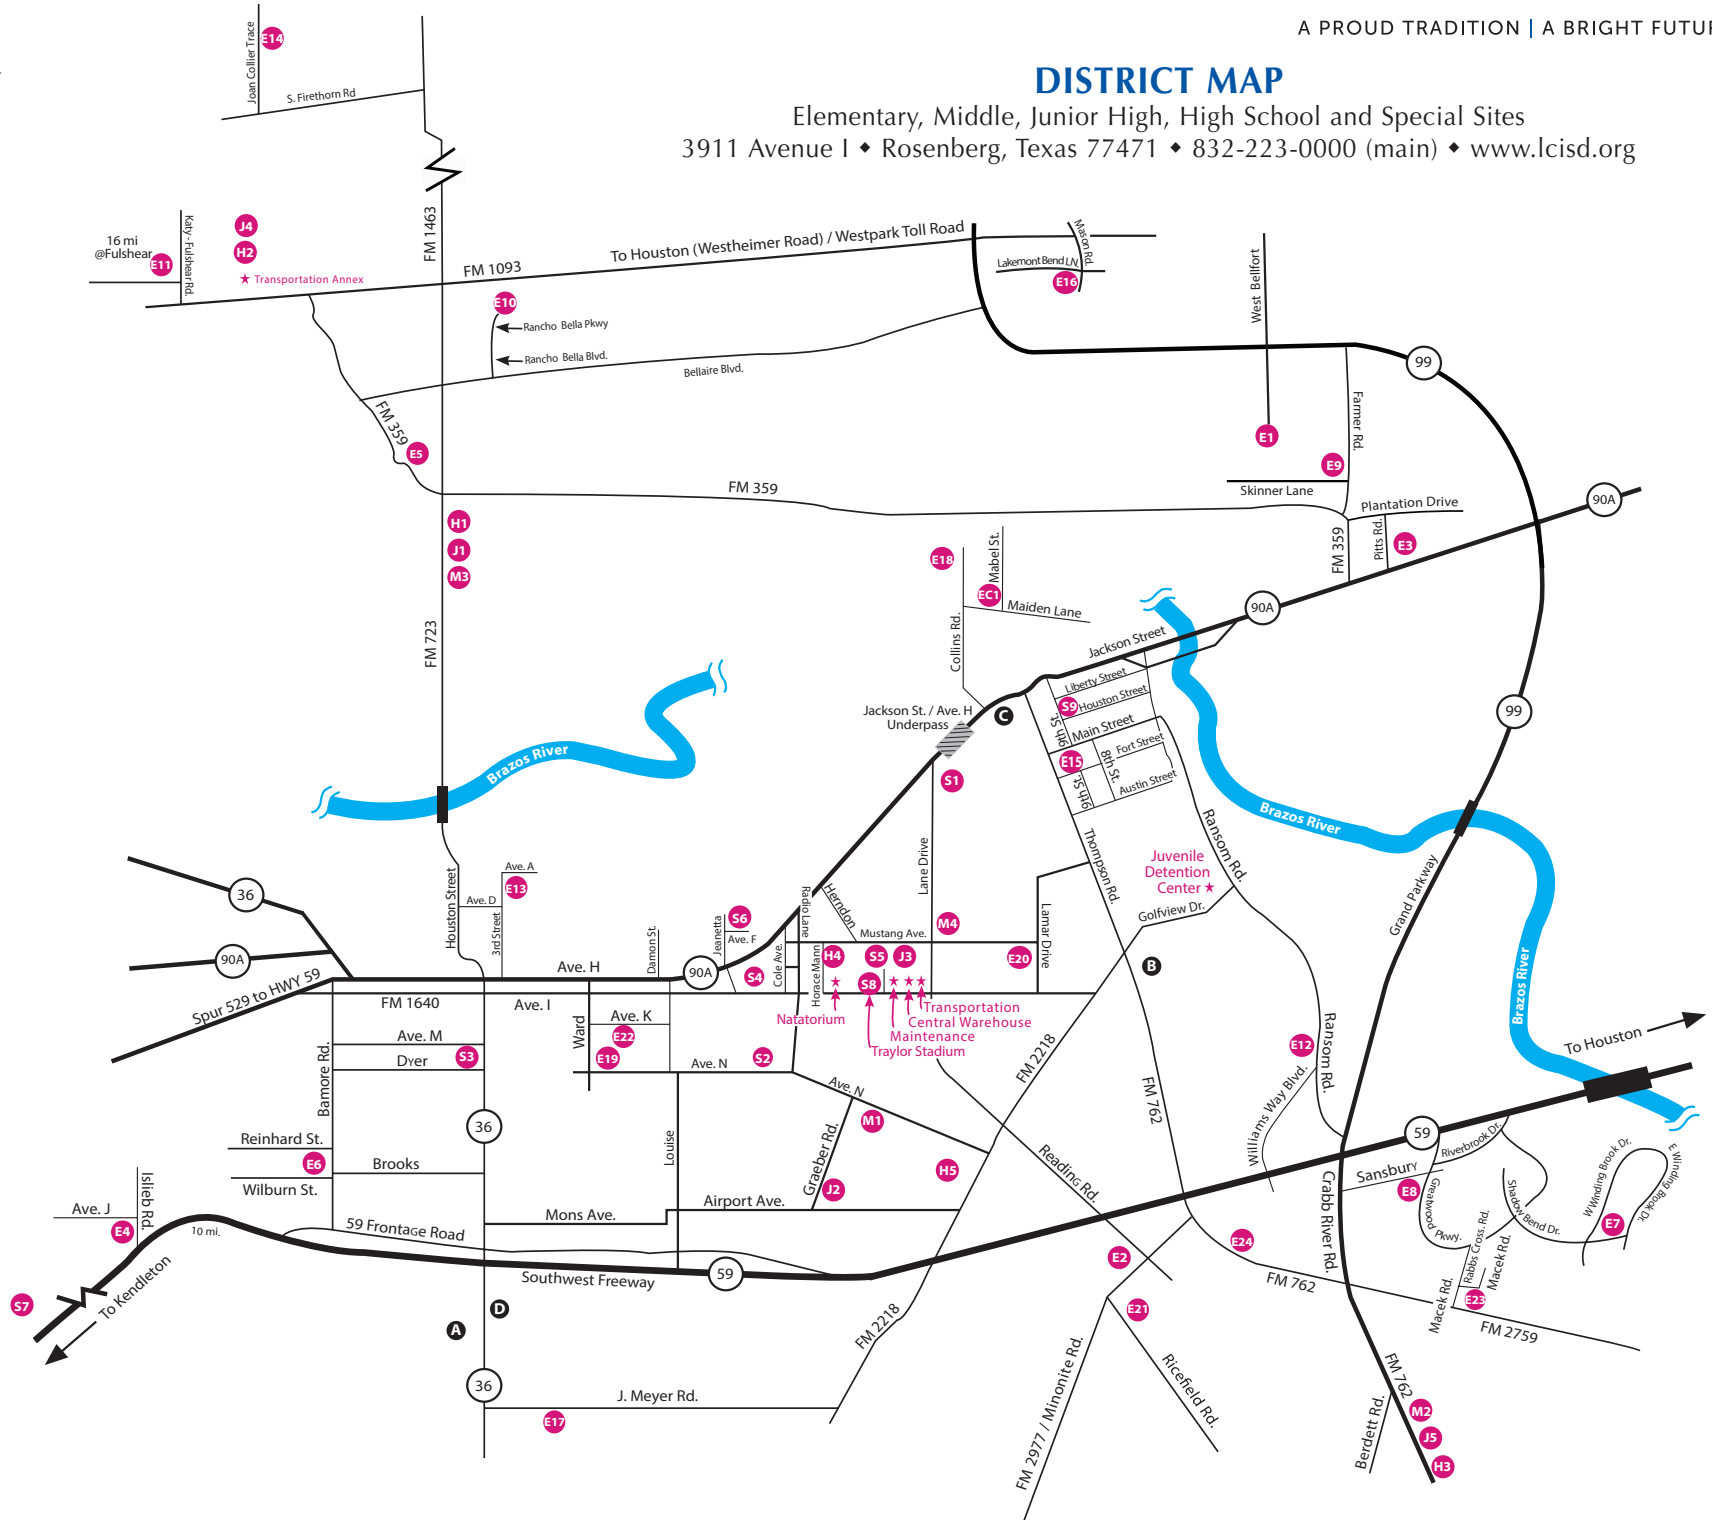 A PROUD TRADITION | A BRIGHT FUTUR
DISTRICT MAP
Elementary, Middle, Junior High, High School and Special Sites
3911 Avenue I ◆ Rosenberg, Texas 77471 ◆ 832-223-0000 (main) ◆ www.lcisd.org
Joan Collier Trace
E14
S. Firethorn Rd
FM 1463
16 mi
@Fulshear
E11
Katy - Fulshear Rd.
J4
H2
★ Transportation Annex
FM 1093
To Houston (Westheimer Road) / Westpark Toll Road
Mason Rd.
Lakemont Bend LN.
E16
West Bellfort
E10
Rancho Bella Pkwy
Rancho Bella Blvd.
Bellaire Blvd.
99
FM 359
E5
Farmer Rd.
E1
E9
Skinner Lane
FM 359
Plantation Drive
90A
H1
J1
M3
FM 359
Pitts Rd.
E3
E18
Mabel St.
EC1
Maiden Lane
Collins Rd.
90A
FM 723
Jackson Street
Liberty Street
S9
Houston Street
9th St.
Main Street
Jackson St. / Ave. H
Underpass
C
99
Fort Street
E15
8th St.
9th St.
Austin Street
S1
Brazos River
Brazos River
Thompson Rd.
Ransom Rd.
Lane Drive
Juvenile
Detention
Center ★
Golfview Dr.
Grand Parkway
36
Houston Street
Ave. A
E13
Ave. D
3rd Street
Radio Lane
Herndon
Lamar Drive
S6
Jeanetta
Ave. F
M4
Mustang Ave.
Damon St.
Cole Ave.
90A
90A
Ave. H
S4
Horace Mann
H4
S5
J3
S8
E20
B
Brazos River
Spur 529 to HWY 59
FM 1640
Ave. I
Natatorium
Transportation
Central Warehouse
Maintenance
Traylor Stadium
Ward
Ave. K
E22
E19
Ave. M
Dyer
S3
Ave. N
S2
Ave. N
FM 2218
FM 762
E12
Ransom Rd.
Williams Way Blvd.
To Houston
Bamore Rd.
36
M1
Graeber Rd.
Louise
Reinhard St.
E6
Brooks
Wilburn St.
H5
J2
Reading Rd.
59
Riverbrook Dr.
Sansbury
E8
Greatwood
Pkwy.
Shadow Bend Dr.
W Winding Brook Dr.
E Winding Brook Dr.
E7
Ave. J
E4
Islieb Rd.
10 mi.
Airport Ave.
Mons Ave.
59 Frontage Road
Southwest Freeway
59
Crabb River Rd.
E24
E2
FM 762
Rabbs Cross. Rd.
Macek Rd.
Macek Rd.
E23
FM 2759
S7
To Kendleton
D
A
FM 2218
E21
Ricefield Rd.
FM 2977 / Minonite Rd.
36
J. Meyer Rd.
E17
FM 762
Berdett Rd.
M2
J5
H3